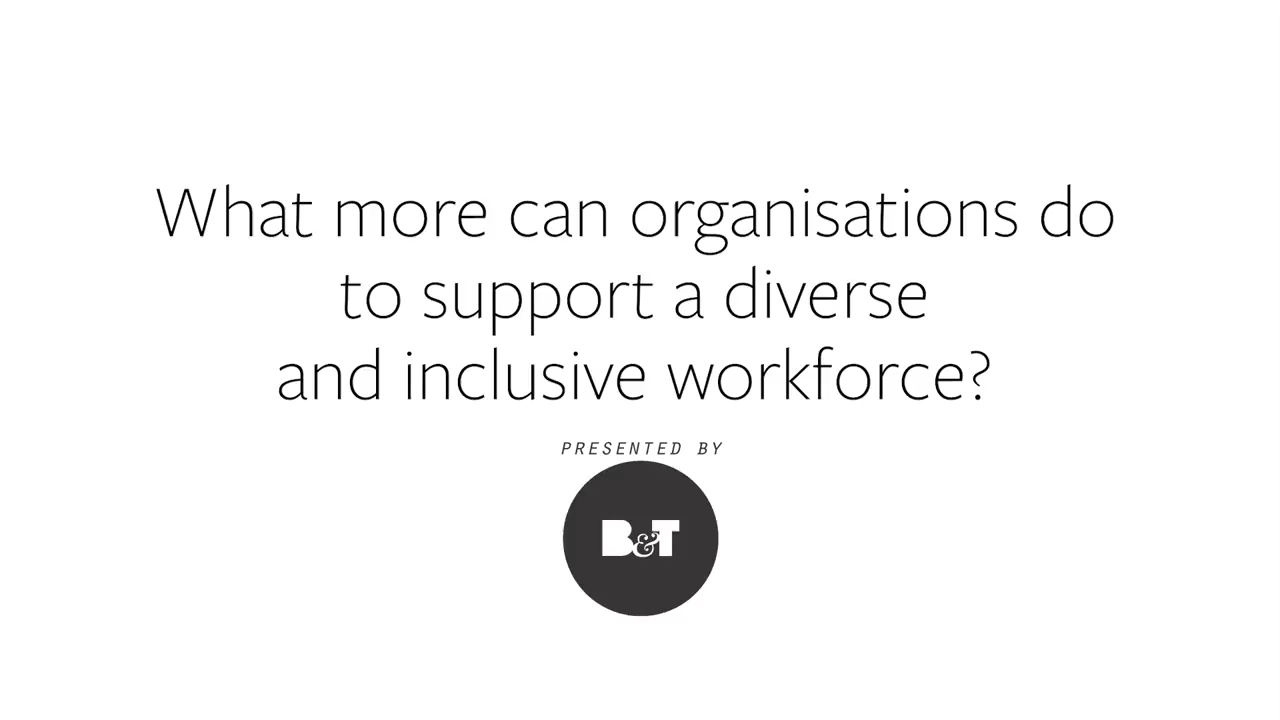 What more can organisations do
to support a diverse
and inclusive workforce?
PRESENTED BY
B&T